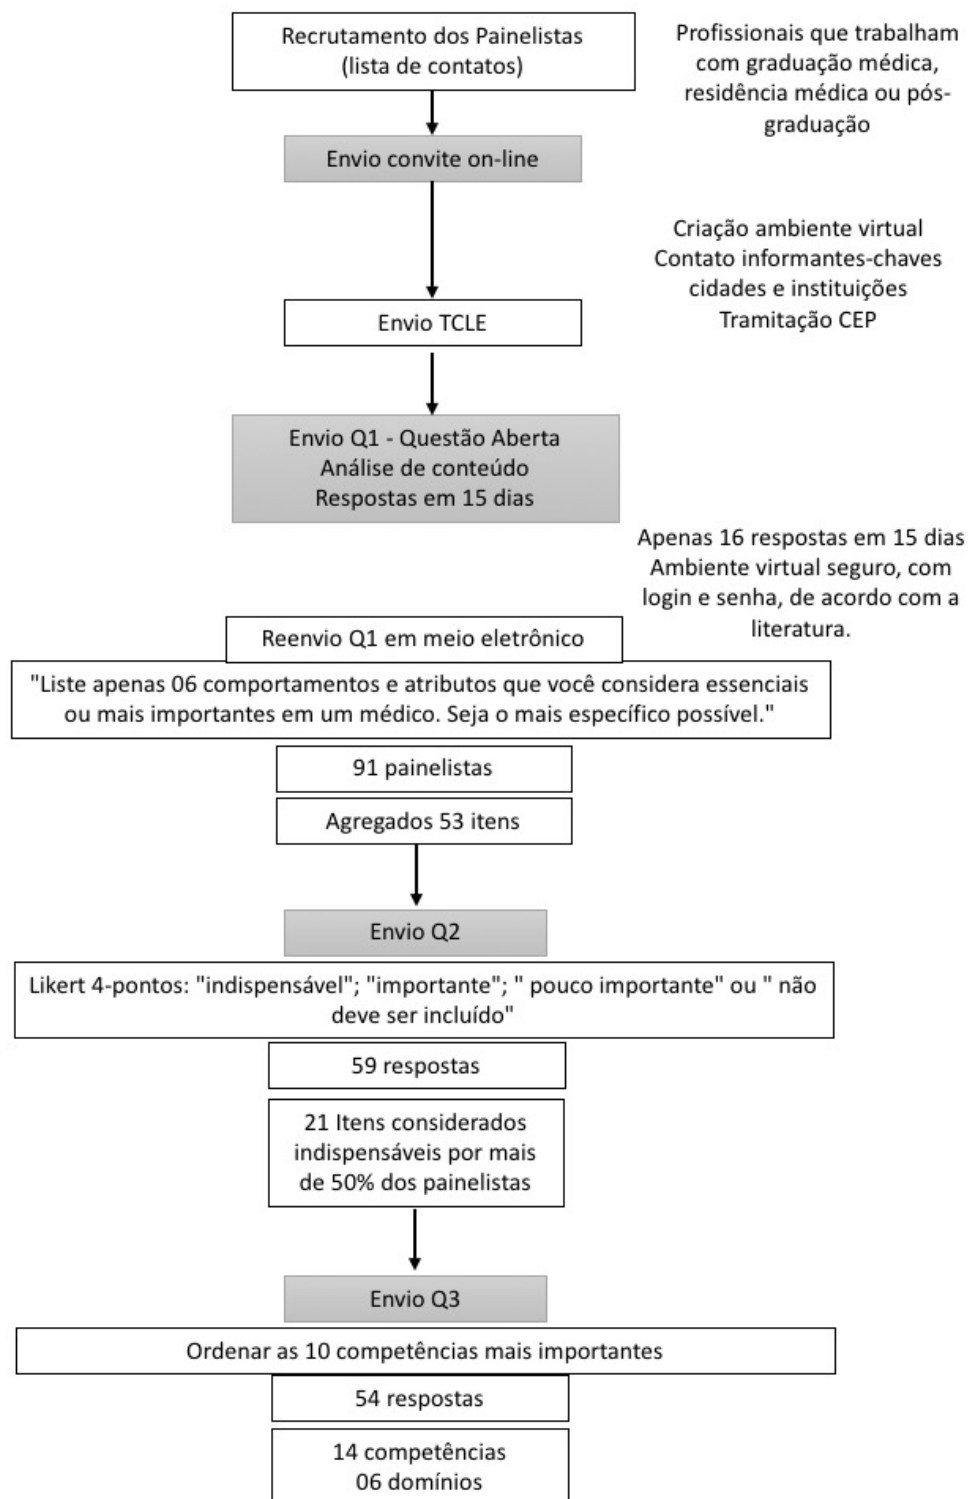 Recrutamento dos Painelistas
(lista de contatos)
Profissionais que trabalham
com graduação médica,
residência médica ou pós-
graduação
Envio convite on-line
Criação ambiente virtual
Contato informantes-chaves
cidades e instituições
Tramitação CEP
Envio TCLE
Envio Q1 - Questão Aberta
Análise de conteúdo
Respostas em 15 dias
Apenas 16 respostas em 15 dias
Ambiente virtual seguro, com
login e senha, de acordo com a
literatura.
Reenvio Q1 em meio eletrônico
"Liste apenas 06 comportamentos e atributos que você considera essenciais
ou mais importantes em um médico. Seja o mais específico possível."
91 painelistas
Agregados 53 itens
Envio Q2
Likert 4-pontos: "indispensável"; "importante"; " pouco importante" ou " não
deve ser incluído"
59 respostas
21 Itens considerados
indispensáveis por mais
de 50% dos painelistas
Envio Q3
Ordenar as 10 competências mais importantes
54 respostas
14 competências
06 domínios